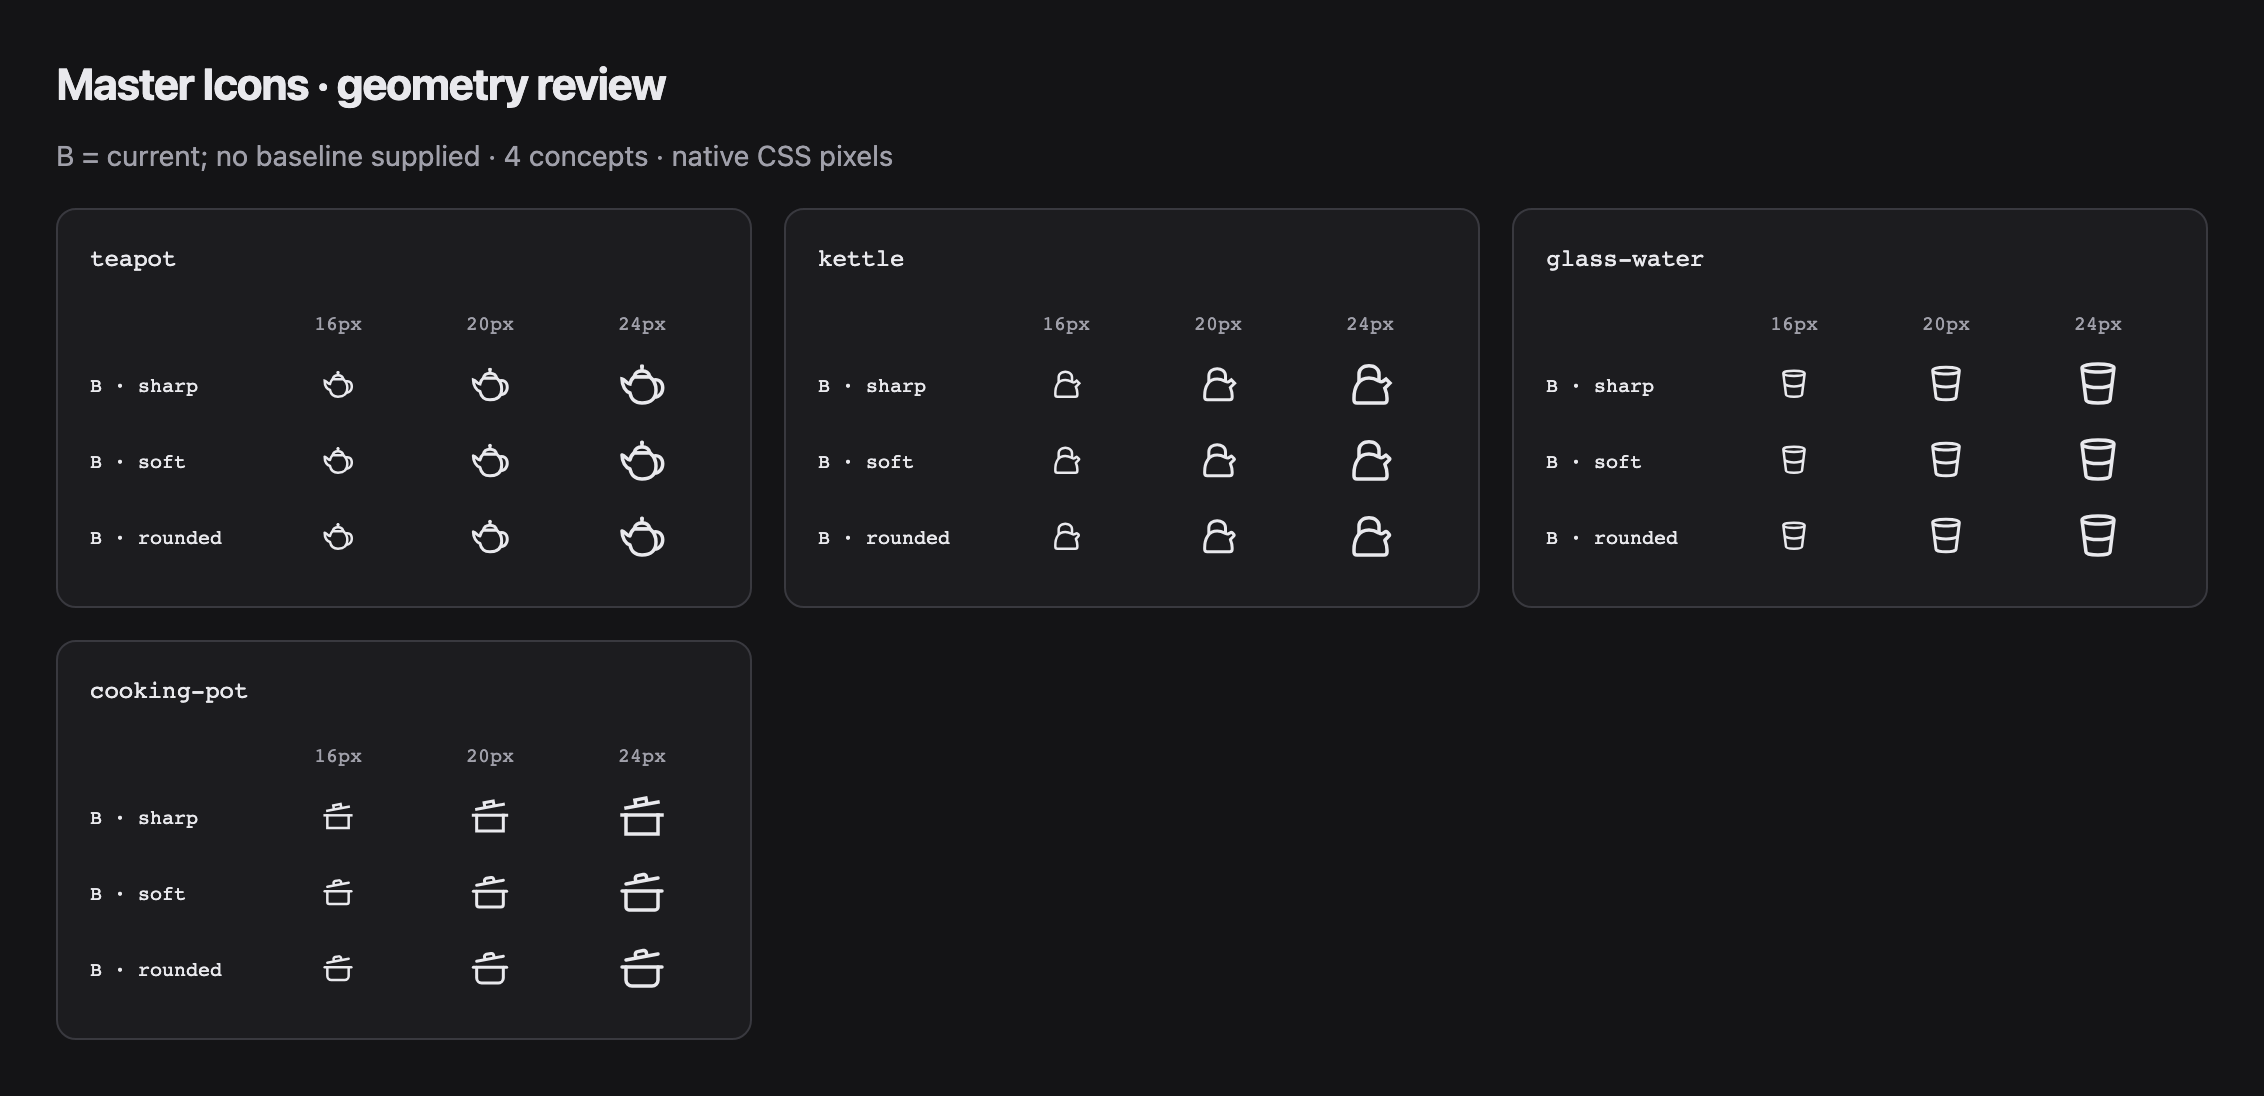 Master Icons · geometry review
B = current; no baseline supplied · 4 concepts · native CSS pixels
teapot
16px 20px 24px
B · sharp
B · soft
B · rounded
kettle
16px 20px 24px
B · sharp
B · soft
B · rounded
glass-water
16px 20px 24px
B · sharp
B · soft
B · rounded
cooking-pot
16px 20px 24px
B · sharp
B · soft
B · rounded